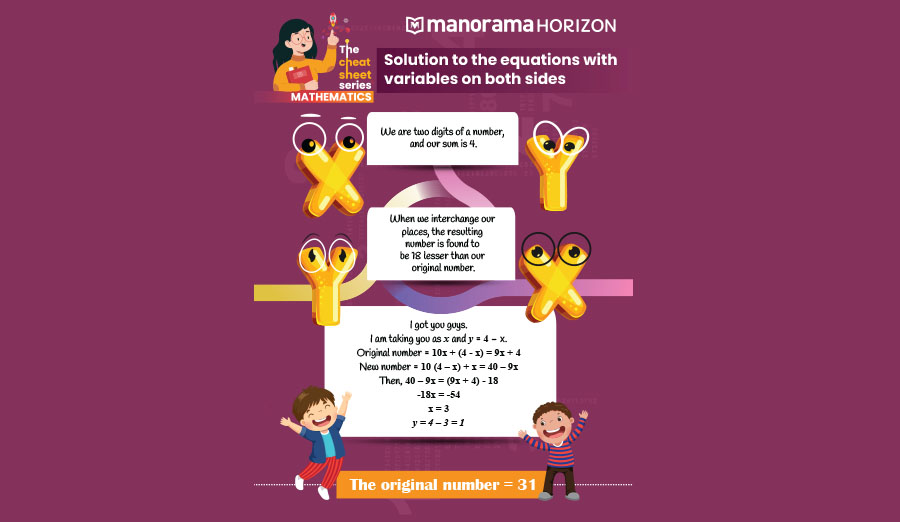 manorama HORIZON
The
cheat
sheet
series
MATHEMATICS
Solution to the equations with
variables on both sides
We are two digits of a number,
and our sum is 4.
X
Y
When we interchange our
places, the resulting
number is found to
be 18 lesser than our
original number.
Y
X
I got you guys.
I am taking you as x and y = 4 – x.
Original number = 10x + (4 - x) = 9x + 4
New number = 10 (4 – x) + x = 40 – 9x
Then, 40 – 9x = (9x + 4) - 18
-18x = -54
x = 3
y = 4 – 3 = 1
The original number = 31